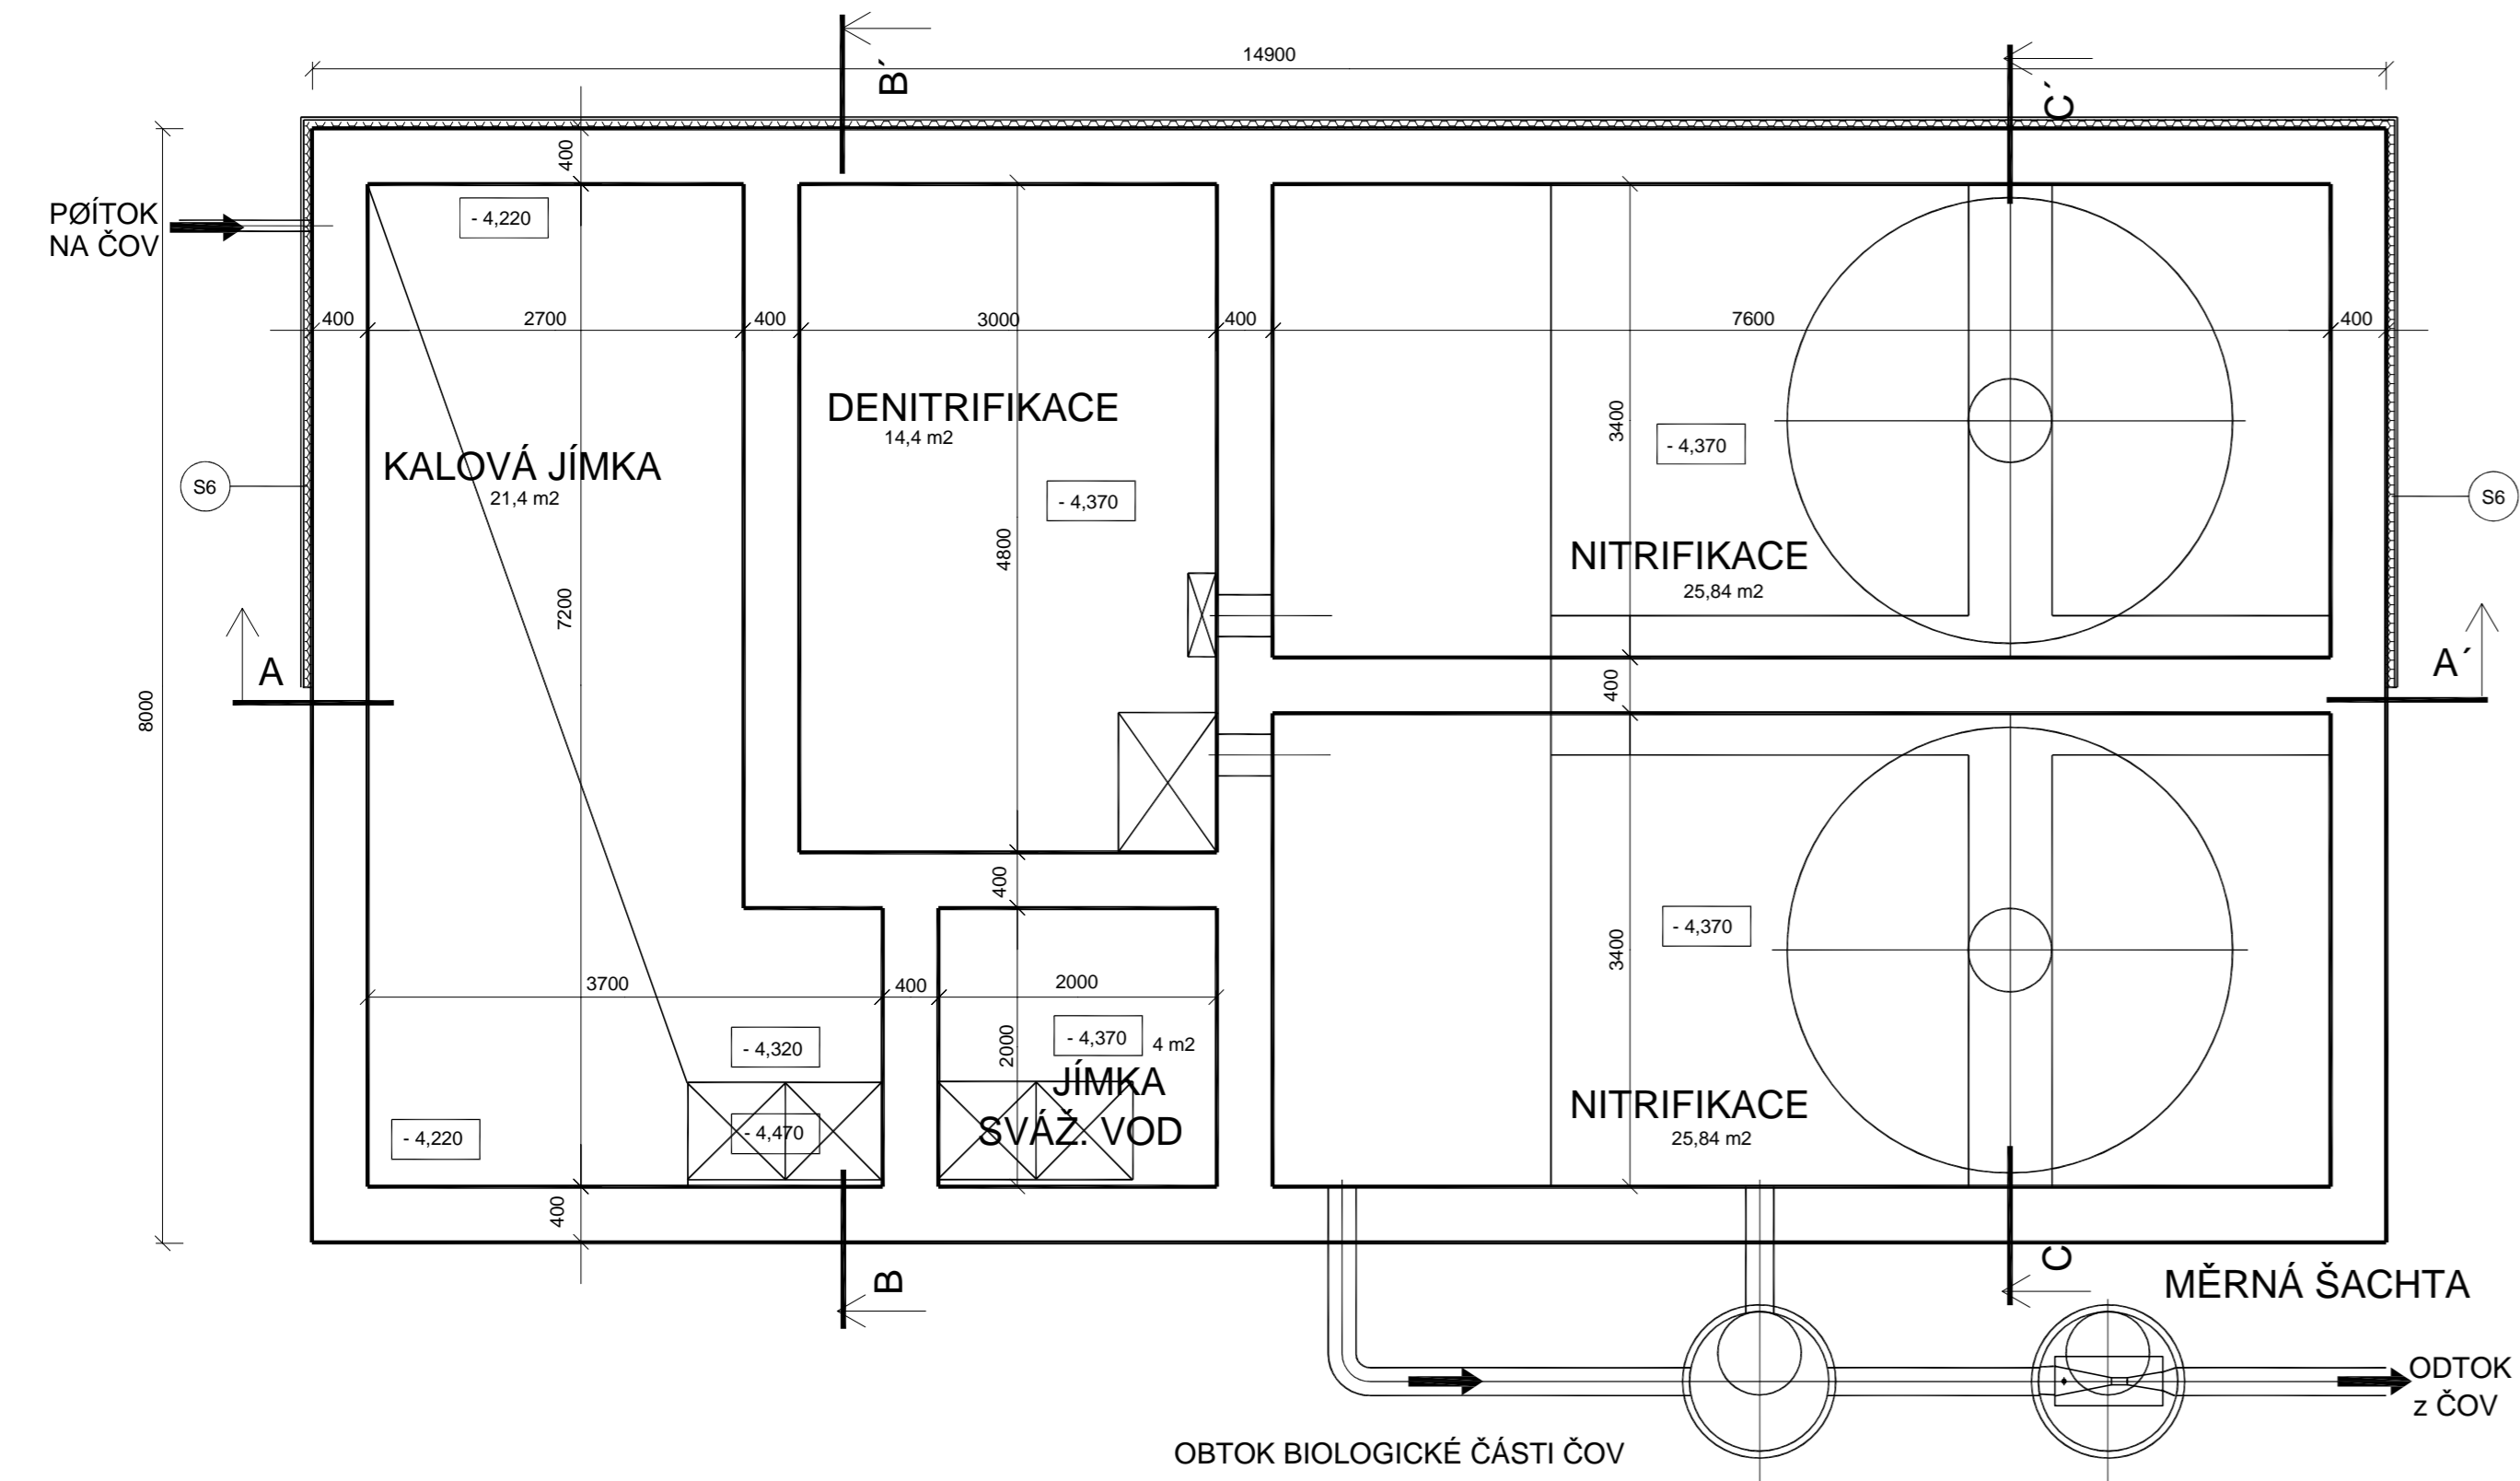 14900
B´
C´
400
PØÍTOK
NA ČOV
- 4,220
400
2700
400
3000
400
7600
400
DENITRIFIKACE
14,4 m2
3400
- 4,370
KALOVÁ JÍMKA
21,4 m2
S6
- 4,370
S6
4800
NITRIFIKACE
25,84 m2
7200
A
A´
8000
400
400
- 4,370
3400
3700
400
2000
- 4,320
2000
- 4,370
4 m2
JÍMKA
SVÁŽ. VOD
- 4,220
- 4,470
NITRIFIKACE
25,84 m2
400
B
C
MĚRNÁ ŠACHTA
ODTOK
z ČOV
OBTOK BIOLOGICKÉ ČÁSTI ČOV